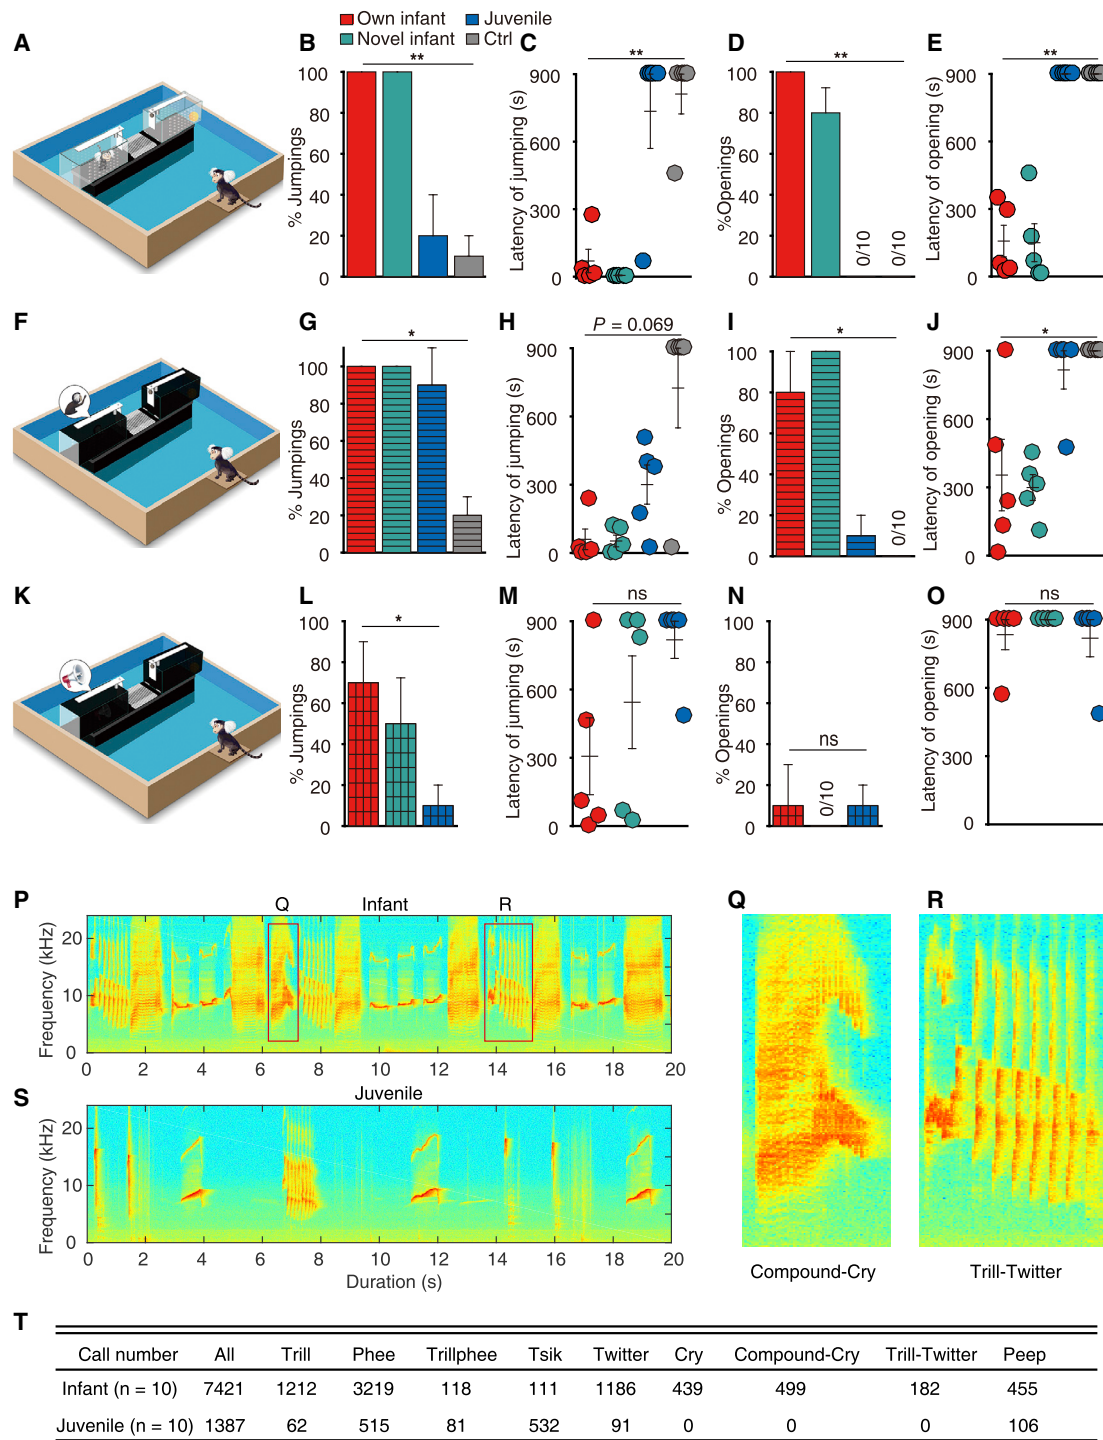 Own infant
Juvenile
Novel infant
Ctrl
A
B
% Jumpings
100
80
60
40
20
0
**
C
Latency of jumping (s)
900
600
300
0
**
D
%Openings
100
80
60
40
20
0
**
0/10
0/10
E
Latency of opening (s)
900
600
300
0
**
F
G
% Jumpings
100
80
60
40
20
0
*
H
Latency of jumping (s)
900
600
300
0
P = 0.069
I
% Openings
100
80
60
40
20
0
*
0/10
J
Latency of opening (s)
900
600
300
0
*
K
L
% Jumpings
100
80
60
40
20
0
*
M
Latency of jumping (s)
900
600
300
0
ns
N
% Openings
100
80
60
40
20
0
ns
0/10
O
Latency of opening (s)
900
600
300
0
ns
P
Q Infant R
Frequency (kHz)
20
10
0
0 2 4 6 8 10 12 14 16 18 20
S
Juvenile
Frequency (kHz)
20
10
0
0 2 4 6 8 10 12 14 16 18 20
Duration (s)
Q
Compound-Cry
R
Trill-Twitter
T
Call number All Trill Phee Trillphee Tsik Twitter Cry Compound-Cry Trill-Twitter Peep
Infant (n = 10) 7421 1212 3219 118 111 1186 439 499 182 455
Juvenile (n = 10) 1387 62 515 81 532 91 0 0 0 106